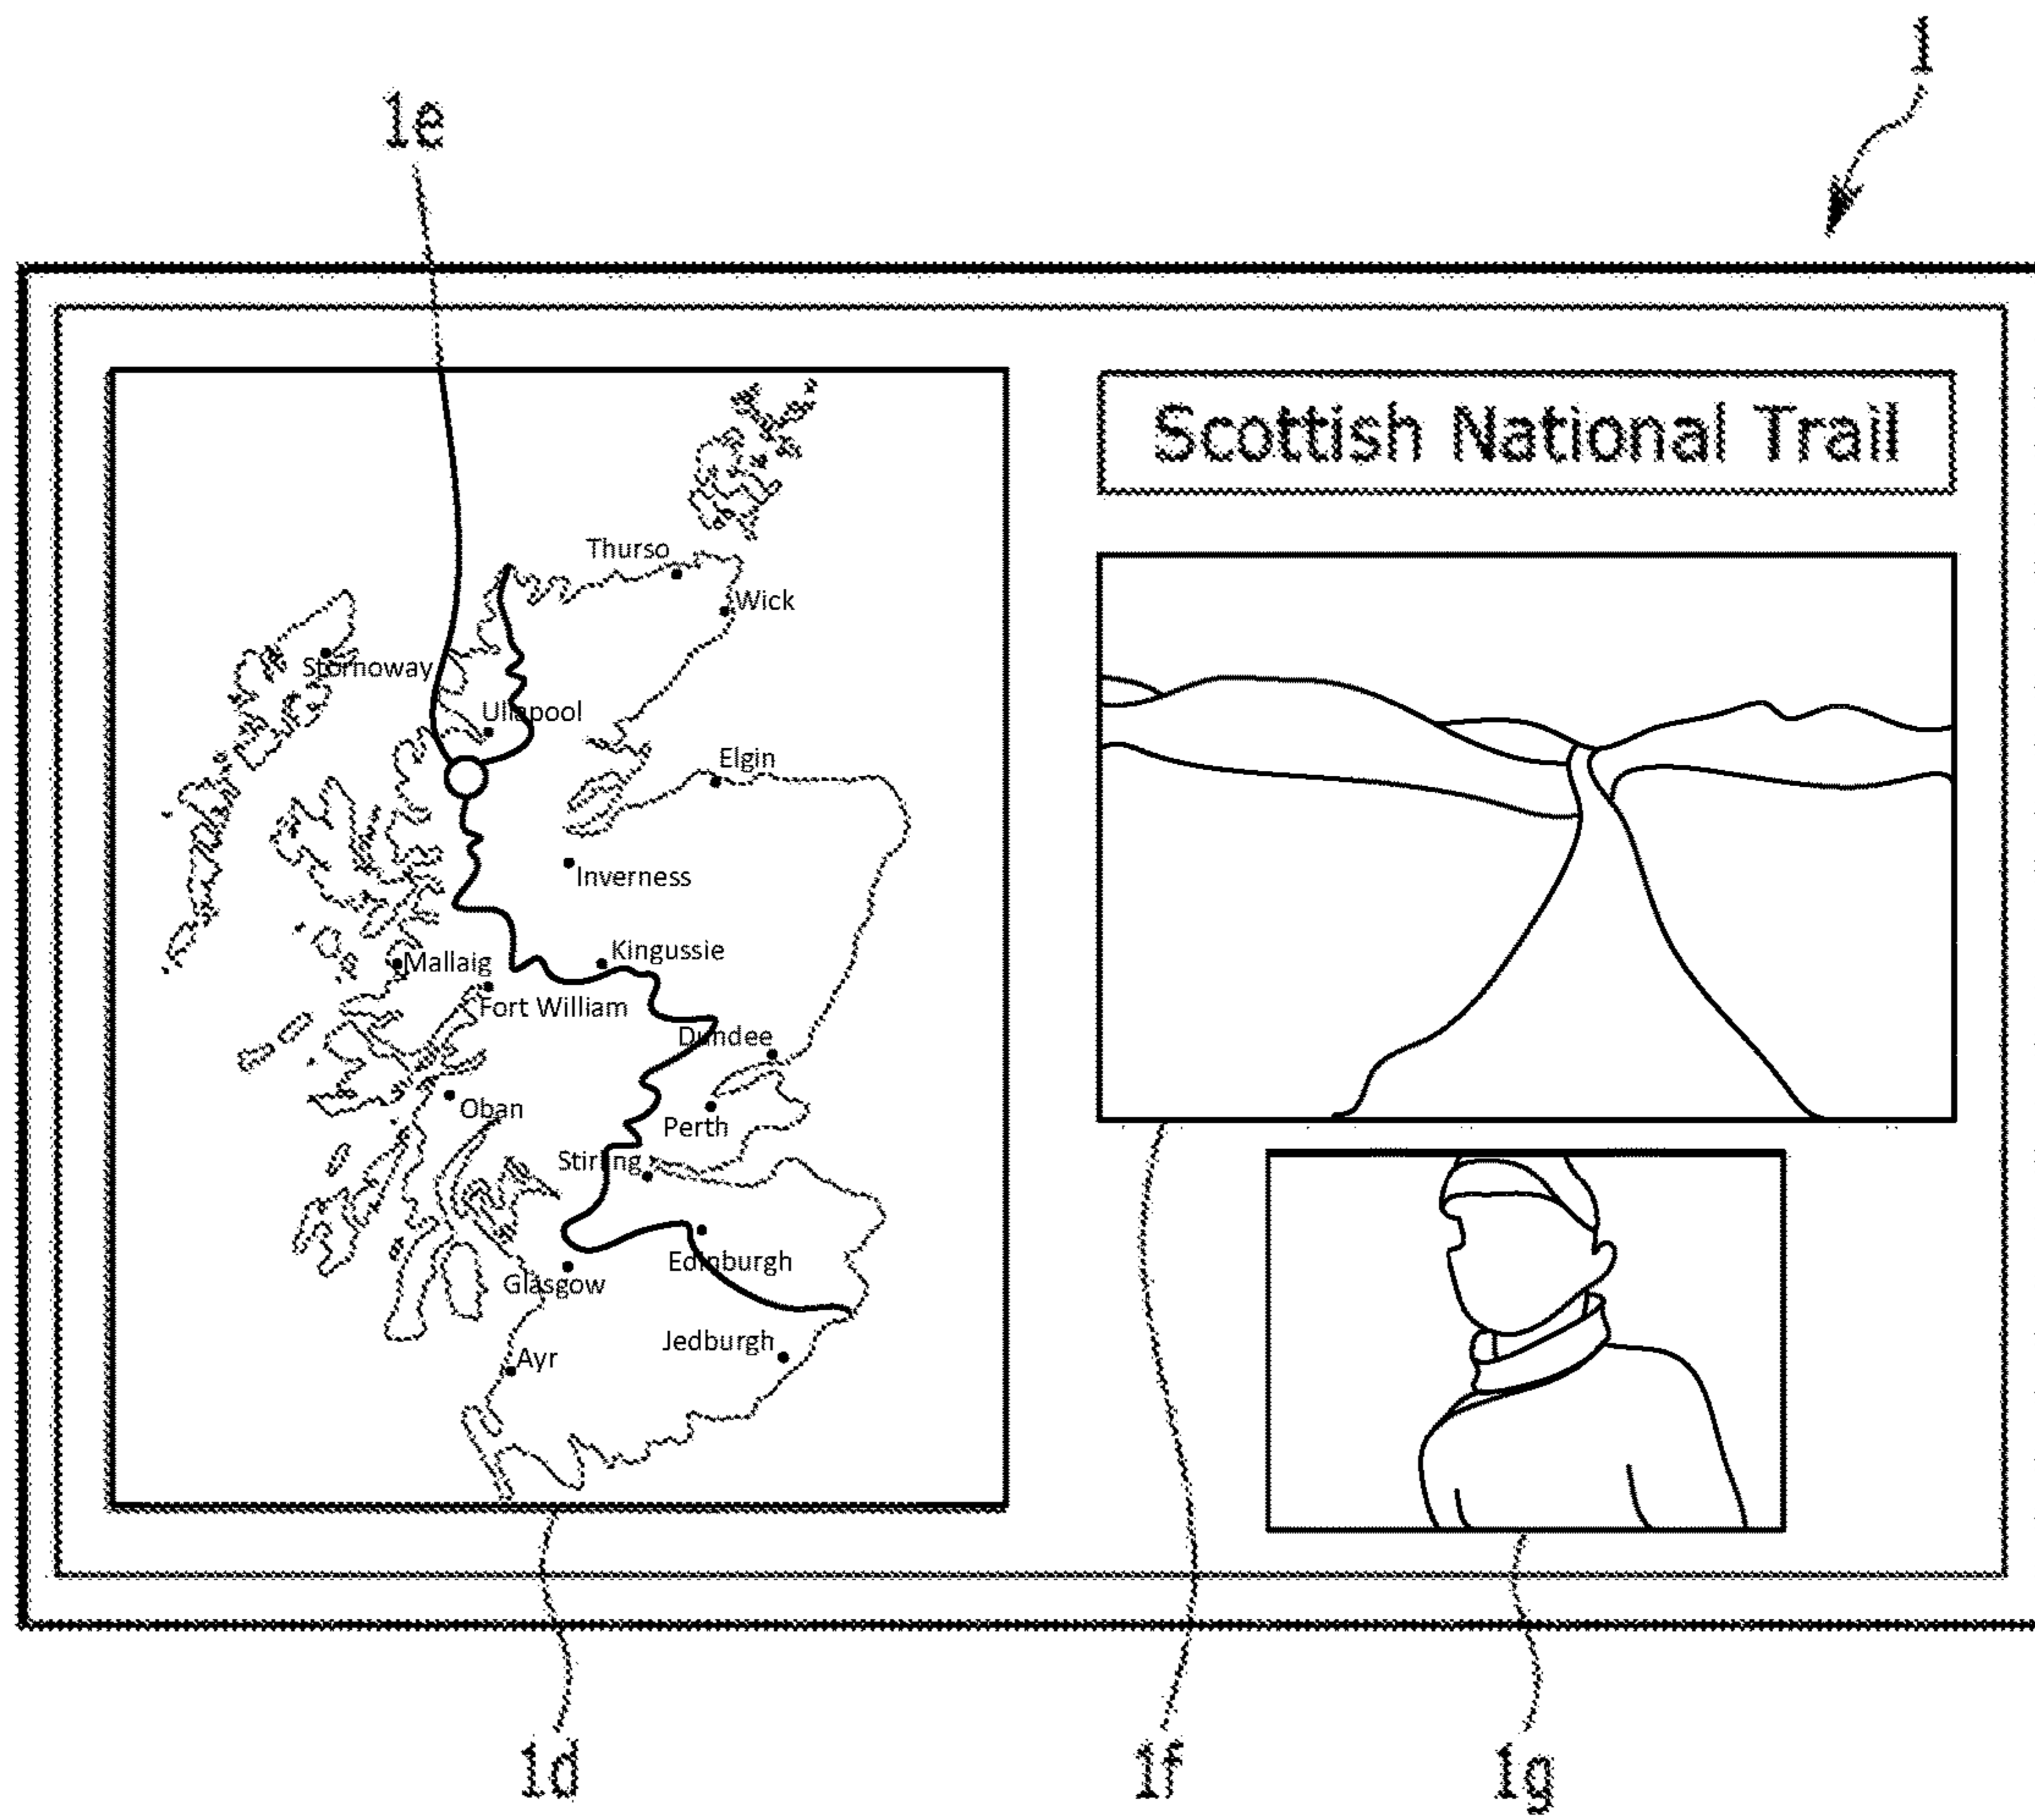 1
1e
Scottish National Trail
Thurso
Wick
Stornoway
Ullapool
Elgin
Inverness
Kingussie
Mallaig
Fort William
Dundee
Oban
Perth
Stirling
Edinburgh
Glasgow
Jedburgh
Ayr
1d
1f
1g